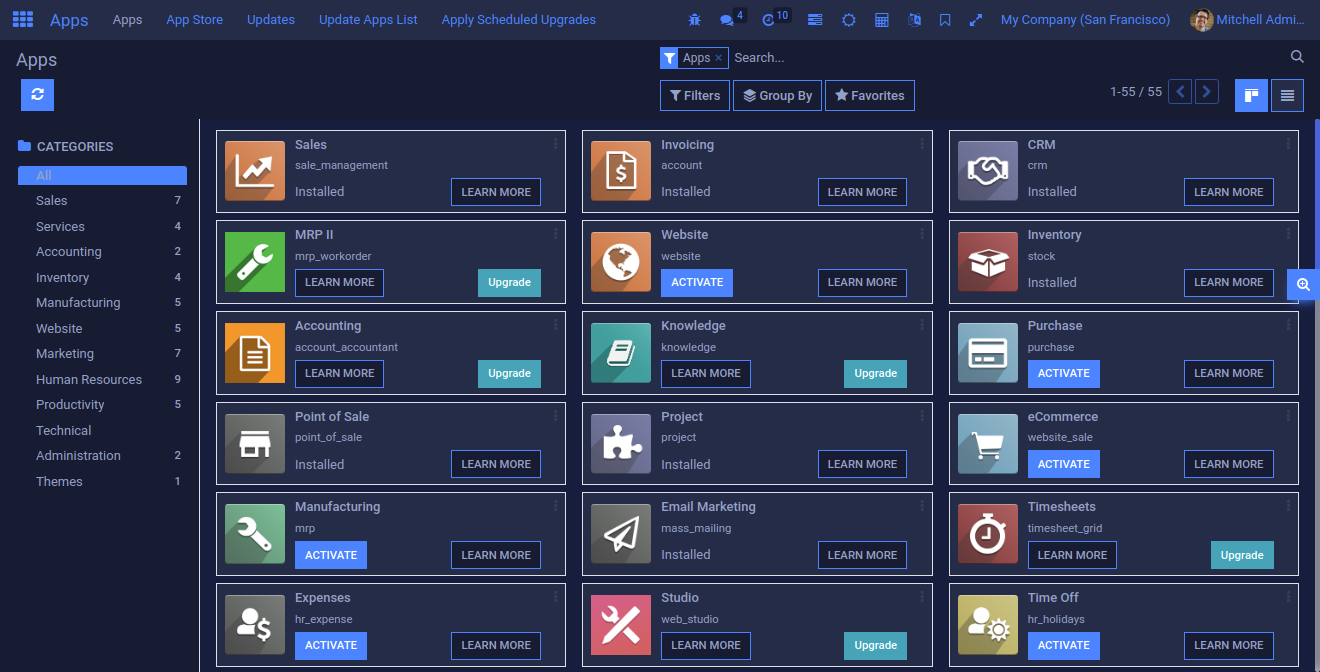 Apps Apps App Store Updates Update Apps List Apply Scheduled Upgrades 4 10 My Company (San Francisco) Mitchell Admi...
Apps
Apps × Search...
Filters Group By Favorites 1-55 / 55
CATEGORIES
All
Sales 7
Services 4
Accounting 2
Inventory 4
Manufacturing 5
Website 5
Marketing 7
Human Resources 9
Productivity 5
Technical
Administration 2
Themes 1
Sales
sale_management
Installed LEARN MORE
Invoicing
account
Installed LEARN MORE
CRM
crm
Installed LEARN MORE
MRP II
mrp_workorder
LEARN MORE Upgrade
Website
website
ACTIVATE LEARN MORE
Inventory
stock
Installed LEARN MORE
Accounting
account_accountant
LEARN MORE Upgrade
Knowledge
knowledge
LEARN MORE Upgrade
Purchase
purchase
ACTIVATE LEARN MORE
Point of Sale
point_of_sale
Installed LEARN MORE
Project
project
Installed LEARN MORE
eCommerce
website_sale
ACTIVATE LEARN MORE
Manufacturing
mrp
ACTIVATE LEARN MORE
Email Marketing
mass_mailing
Installed LEARN MORE
Timesheets
timesheet_grid
LEARN MORE Upgrade
Expenses
hr_expense
ACTIVATE LEARN MORE
Studio
web_studio
LEARN MORE Upgrade
Time Off
hr_holidays
ACTIVATE LEARN MORE